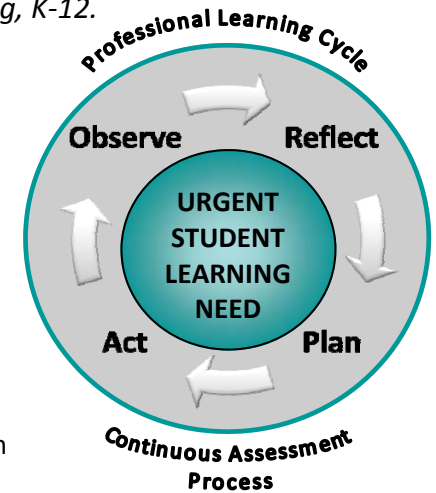 g, K-12.
Professional Learning Cycle
Observe
Reflect
URGENT
STUDENT
LEARNING
NEED
Act
Plan
Continuous Assessment
Process